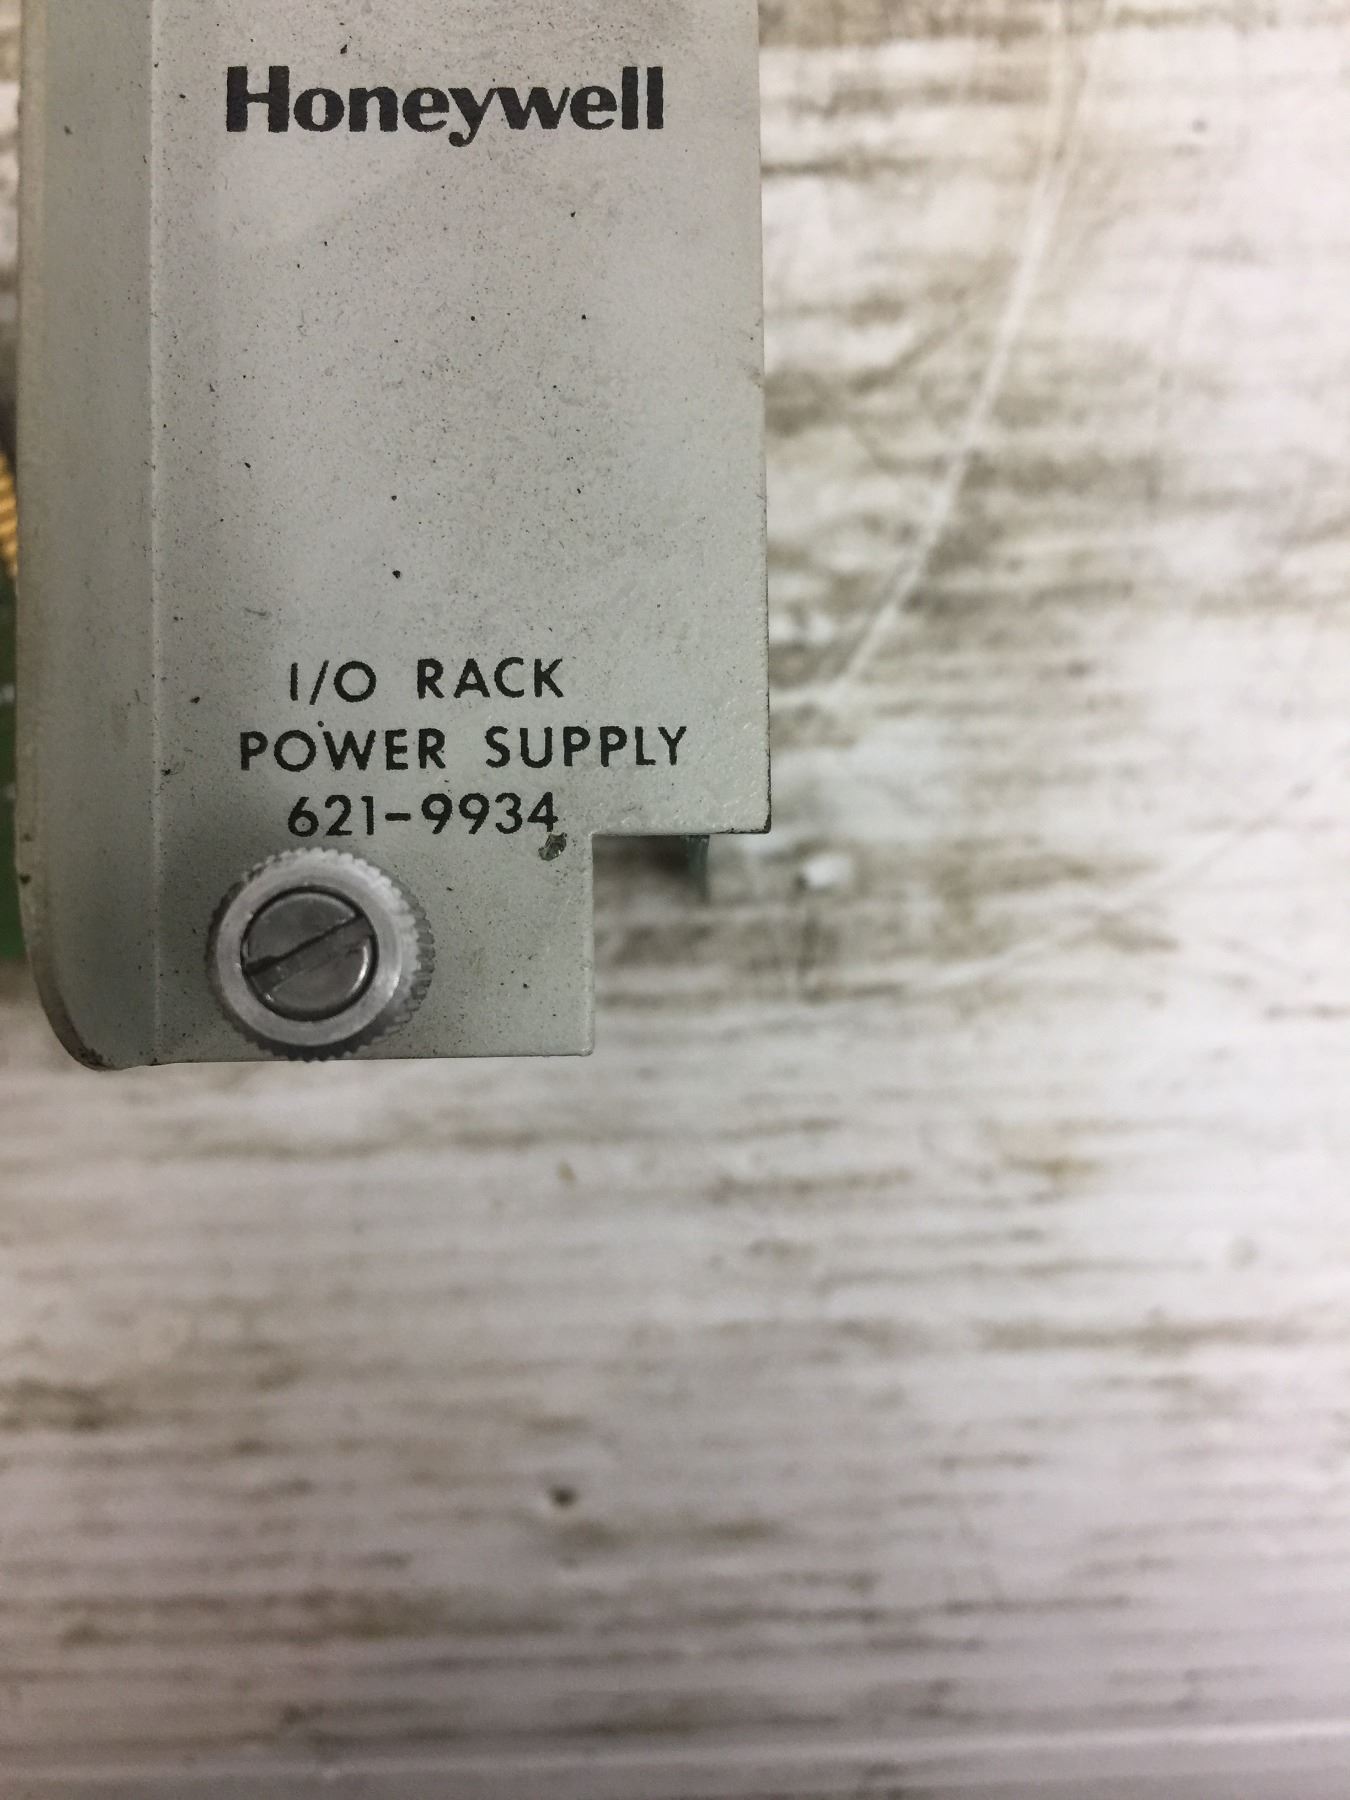 Honeywell
I/O RACK
POWER SUPPLY
621-9934